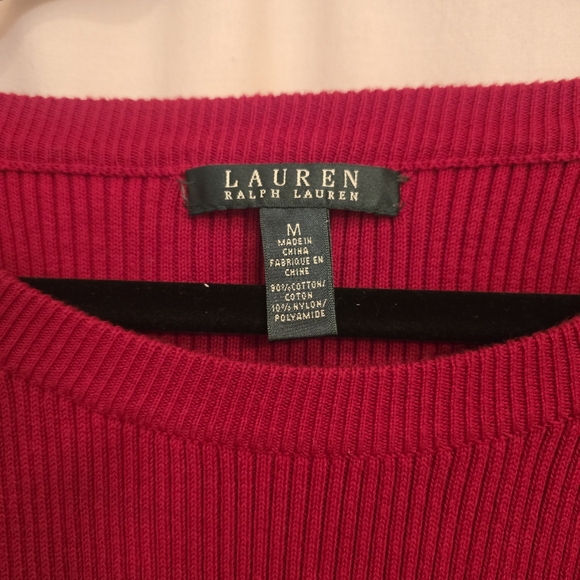 LAUREN
RALPH LAUREN
M
MADE IN
CHINA
FABRIQUE EN
CHINE
90%COTTON/
COTON
10%NYLON/
POLYAMIDE